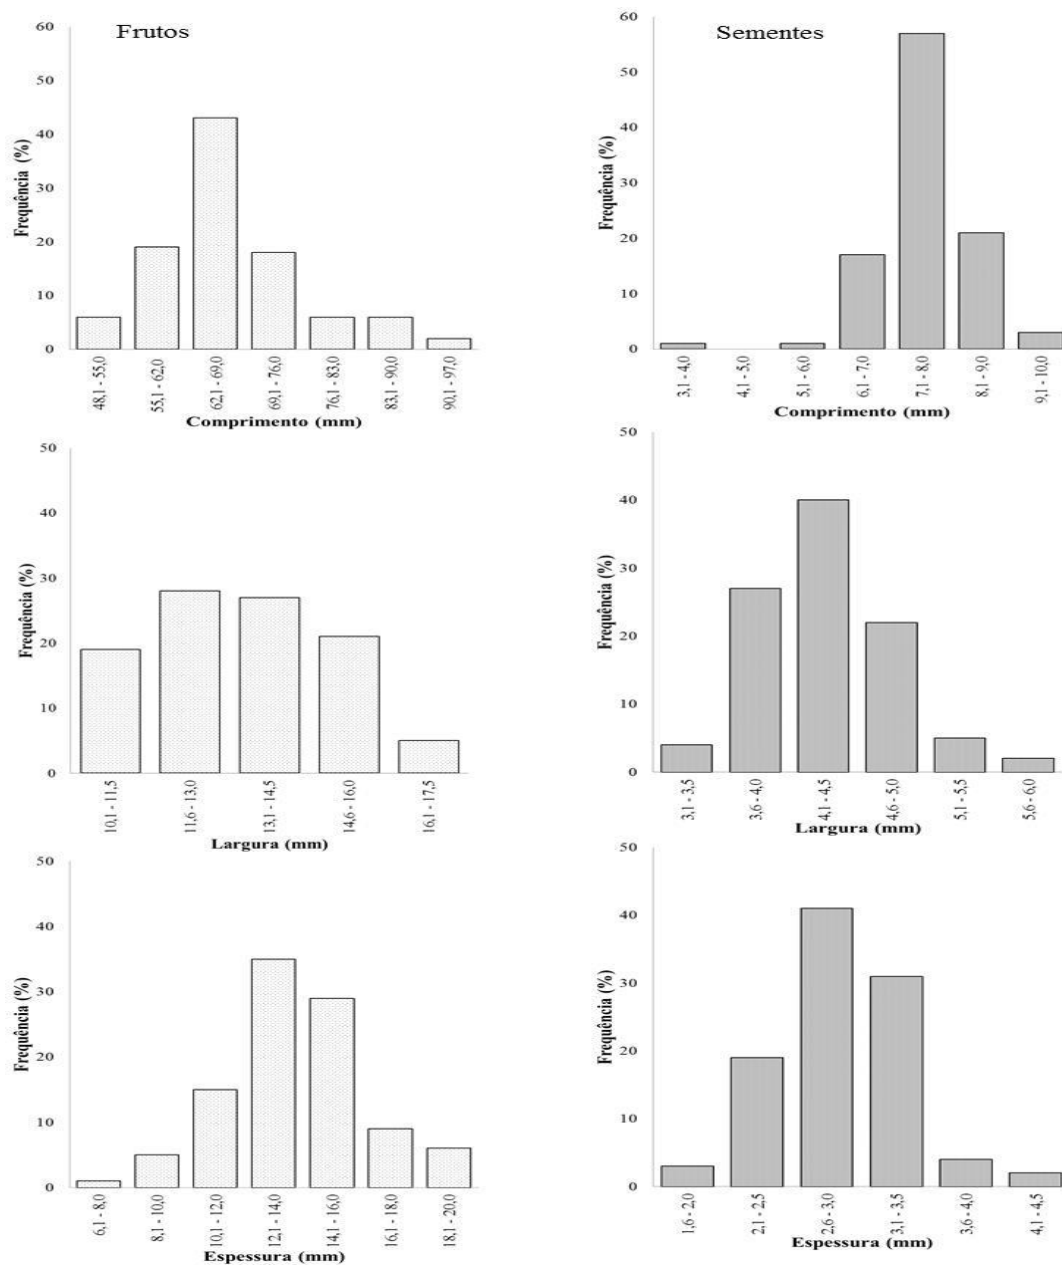 Frutos
60
50
40
30
20
10
0
Frequência (%)
48,1 - 55,0
55,1 - 62,0
62,1 - 69,0
69,1 - 76,0
76,1 - 83,0
83,1 - 90,0
90,1 - 97,0
Comprimento (mm)
Sementes
60
50
40
30
20
10
0
Frequência (%)
3,1 - 4,0
4,1 - 5,0
5,1 - 6,0
6,1 - 7,0
7,1 - 8,0
8,1 - 9,0
9,1 - 10,0
Comprimento (mm)
50
40
30
20
10
0
Frequência (%)
10,1 - 11,5
11,6 - 13,0
13,1 - 14,5
14,6 - 16,0
16,1 - 17,5
Largura (mm)
50
40
30
20
10
0
Frequência (%)
3,1 - 3,5
3,6 - 4,0
4,1 - 4,5
4,6 - 5,0
5,1 - 5,5
5,6 - 6,0
Largura (mm)
50
40
30
20
10
0
Frequência (%)
6,1 - 8,0
8,1 - 10,0
10,1 - 12,0
12,1 - 14,0
14,1 - 16,0
16,1 - 18,0
18,1 - 20,0
Espessura (mm)
50
40
30
20
10
0
Frequência (%)
1,6 - 2,0
2,1 - 2,5
2,6 - 3,0
3,1 - 3,5
3,6 - 4,0
4,1 - 4,5
Espessura (mm)